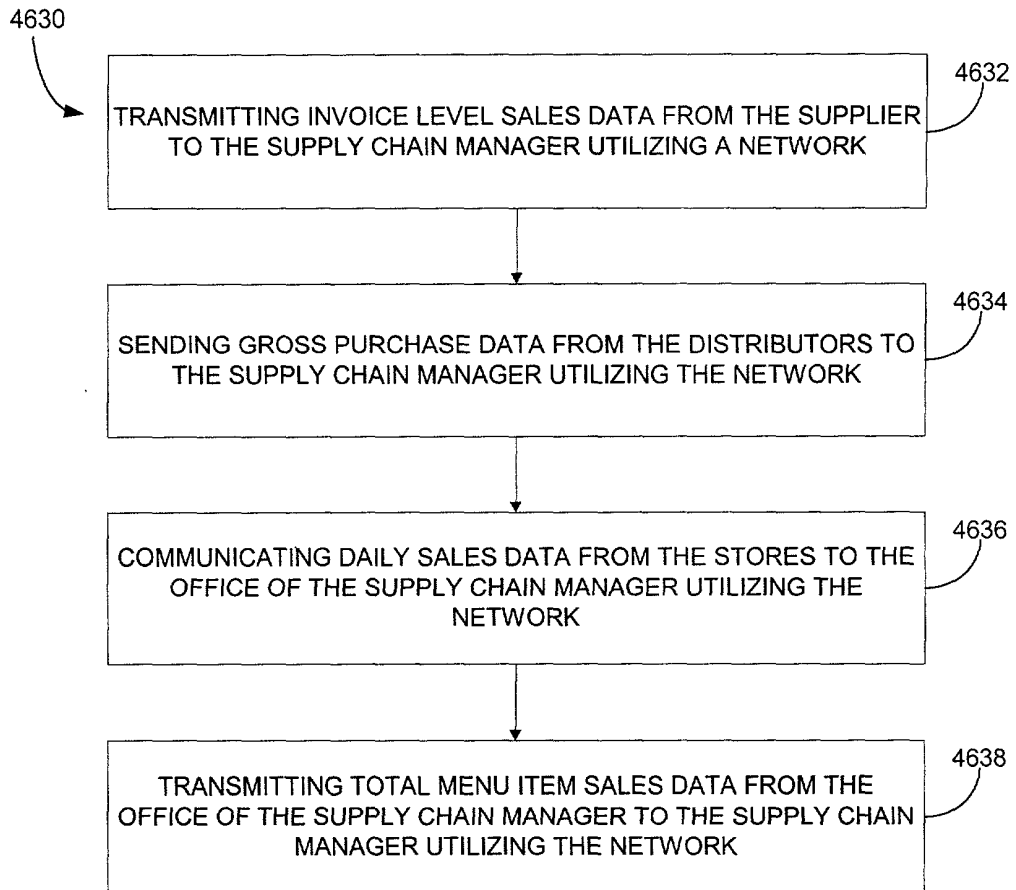 4630
4632
TRANSMITTING INVOICE LEVEL SALES DATA FROM THE SUPPLIER
TO THE SUPPLY CHAIN MANAGER UTILIZING A NETWORK
4634
SENDING GROSS PURCHASE DATA FROM THE DISTRIBUTORS TO
THE SUPPLY CHAIN MANAGER UTILIZING THE NETWORK
4636
COMMUNICATING DAILY SALES DATA FROM THE STORES TO THE
OFFICE OF THE SUPPLY CHAIN MANAGER UTILIZING THE
NETWORK
4638
TRANSMITTING TOTAL MENU ITEM SALES DATA FROM THE
OFFICE OF THE SUPPLY CHAIN MANAGER TO THE SUPPLY CHAIN
MANAGER UTILIZING THE NETWORK